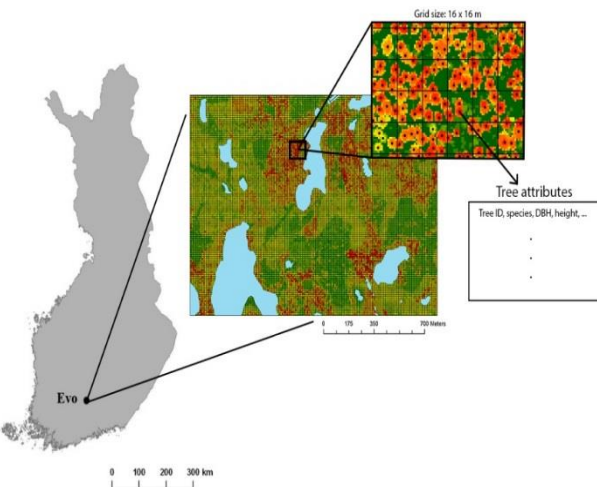 Grid size: 16 x 16 m
Tree attributes
Tree ID, species, DBH, height, ...
.
.
.
0 175 350 700 Meters
Evo
0 100 200 300 km